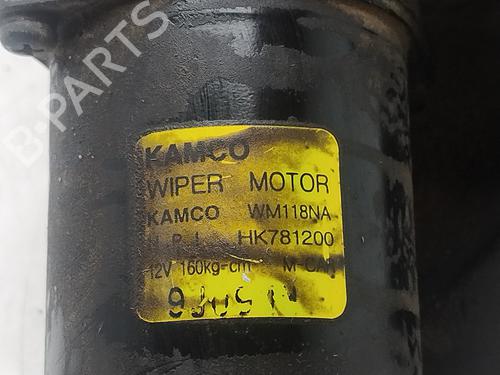 B-PARTS
KAMCO
WIPER MOTOR
KAMCO WM118NA
HK781200
12V 160kg-cm